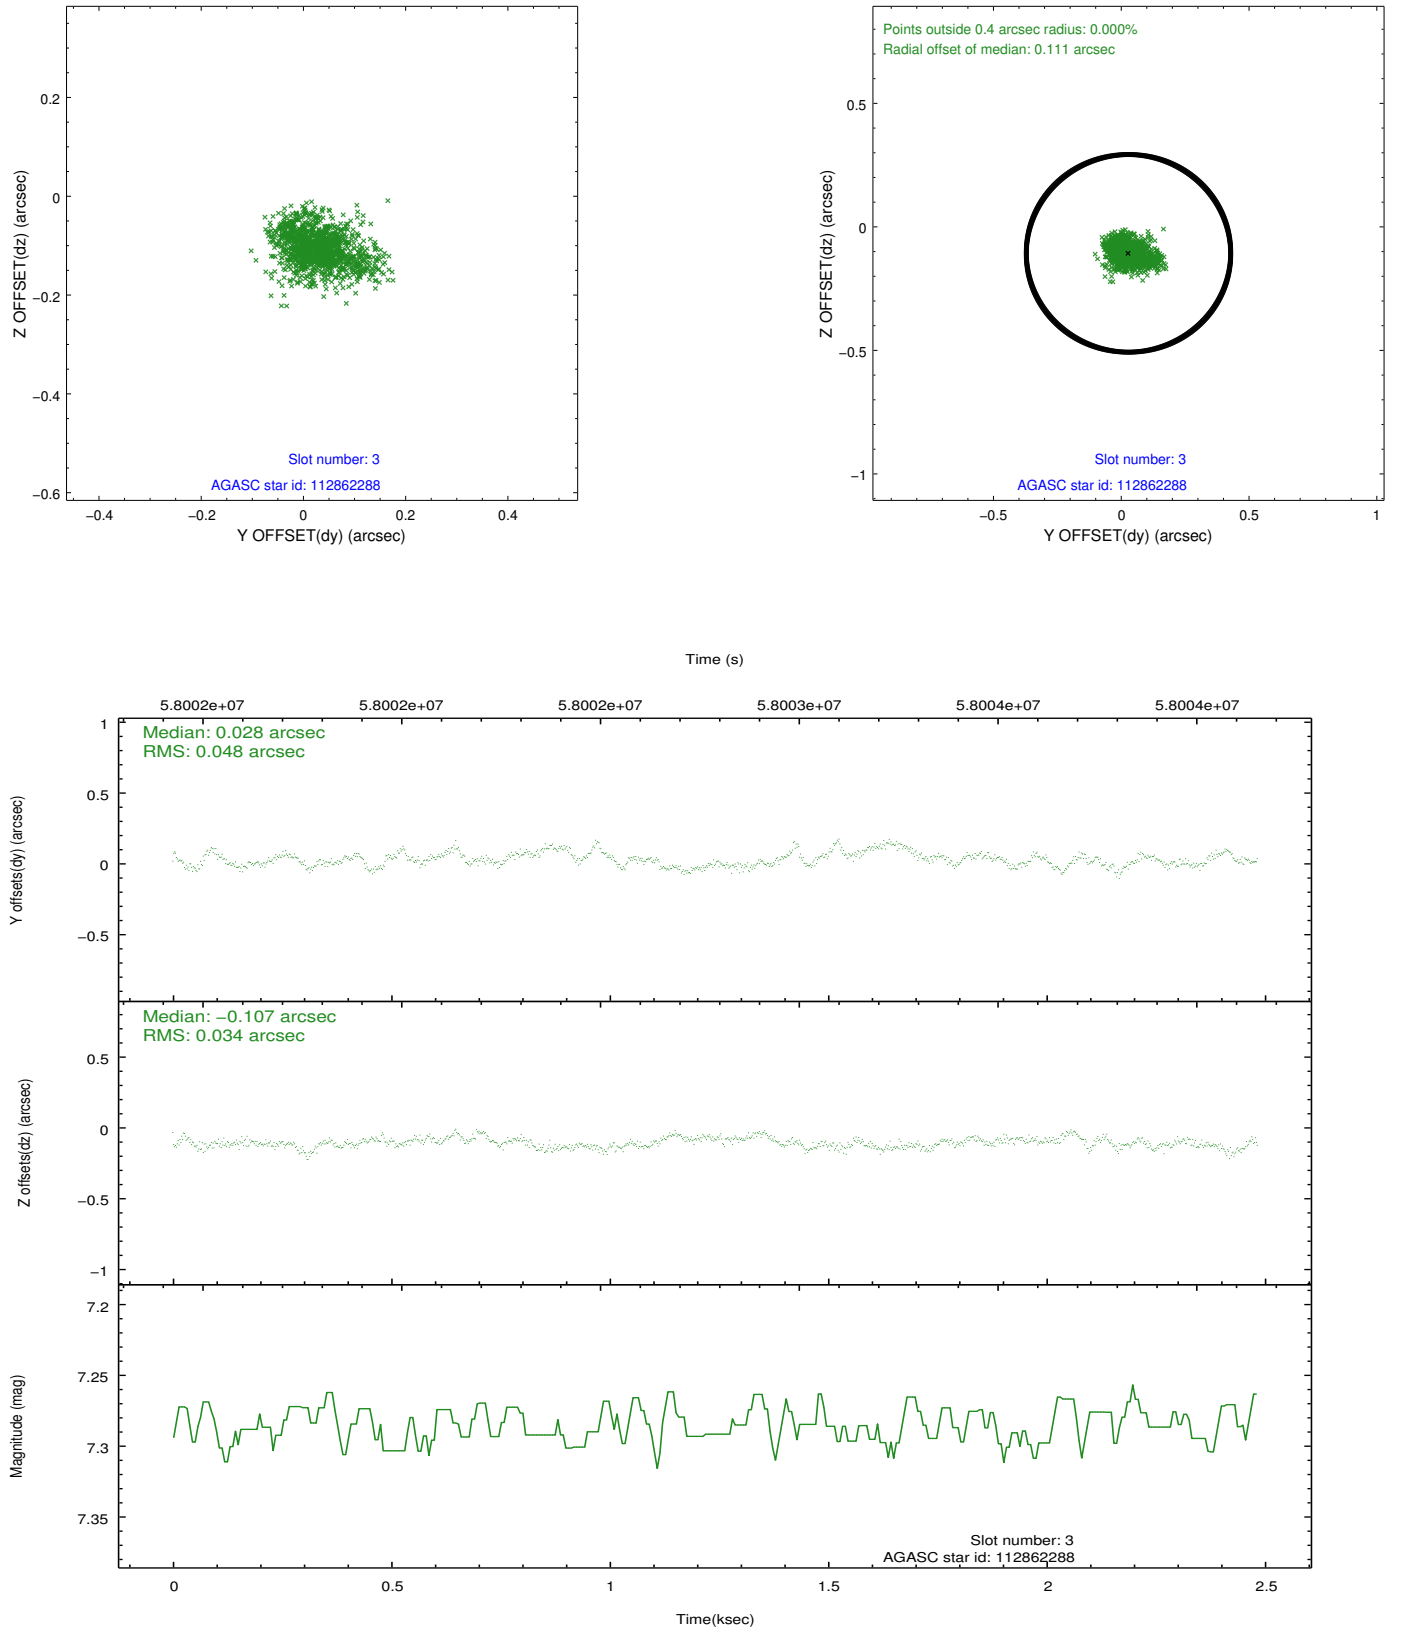 0.2
0
−0.2
−0.4
−0.6
Z OFFSET(dz) (arcsec)
Slot number: 3
AGASC star id: 112862288
−0.4 −0.2 0 0.2 0.4
Y OFFSET(dy) (arcsec)
Points outside 0.4 arcsec radius: 0.000%
Radial offset of median: 0.111 arcsec
0.5
0
−0.5
−1
Z OFFSET(dz) (arcsec)
Slot number: 3
AGASC star id: 112862288
−0.5 0 0.5 1
Y OFFSET(dy) (arcsec)
Time (s)
5.8002e+07 5.8002e+07 5.8002e+07 5.8003e+07 5.8004e+07 5.8004e+07
Median: 0.028 arcsec
RMS: 0.048 arcsec
1
0.5
0
−0.5
Y offsets(dy) (arcsec)
Median: −0.107 arcsec
RMS: 0.034 arcsec
0.5
0
−0.5
−1
Z offsets(dz) (arcsec)
7.2
7.25
7.3
7.35
Magnitude (mag)
Slot number: 3
AGASC star id: 112862288
0 0.5 1 1.5 2 2.5
Time(ksec)